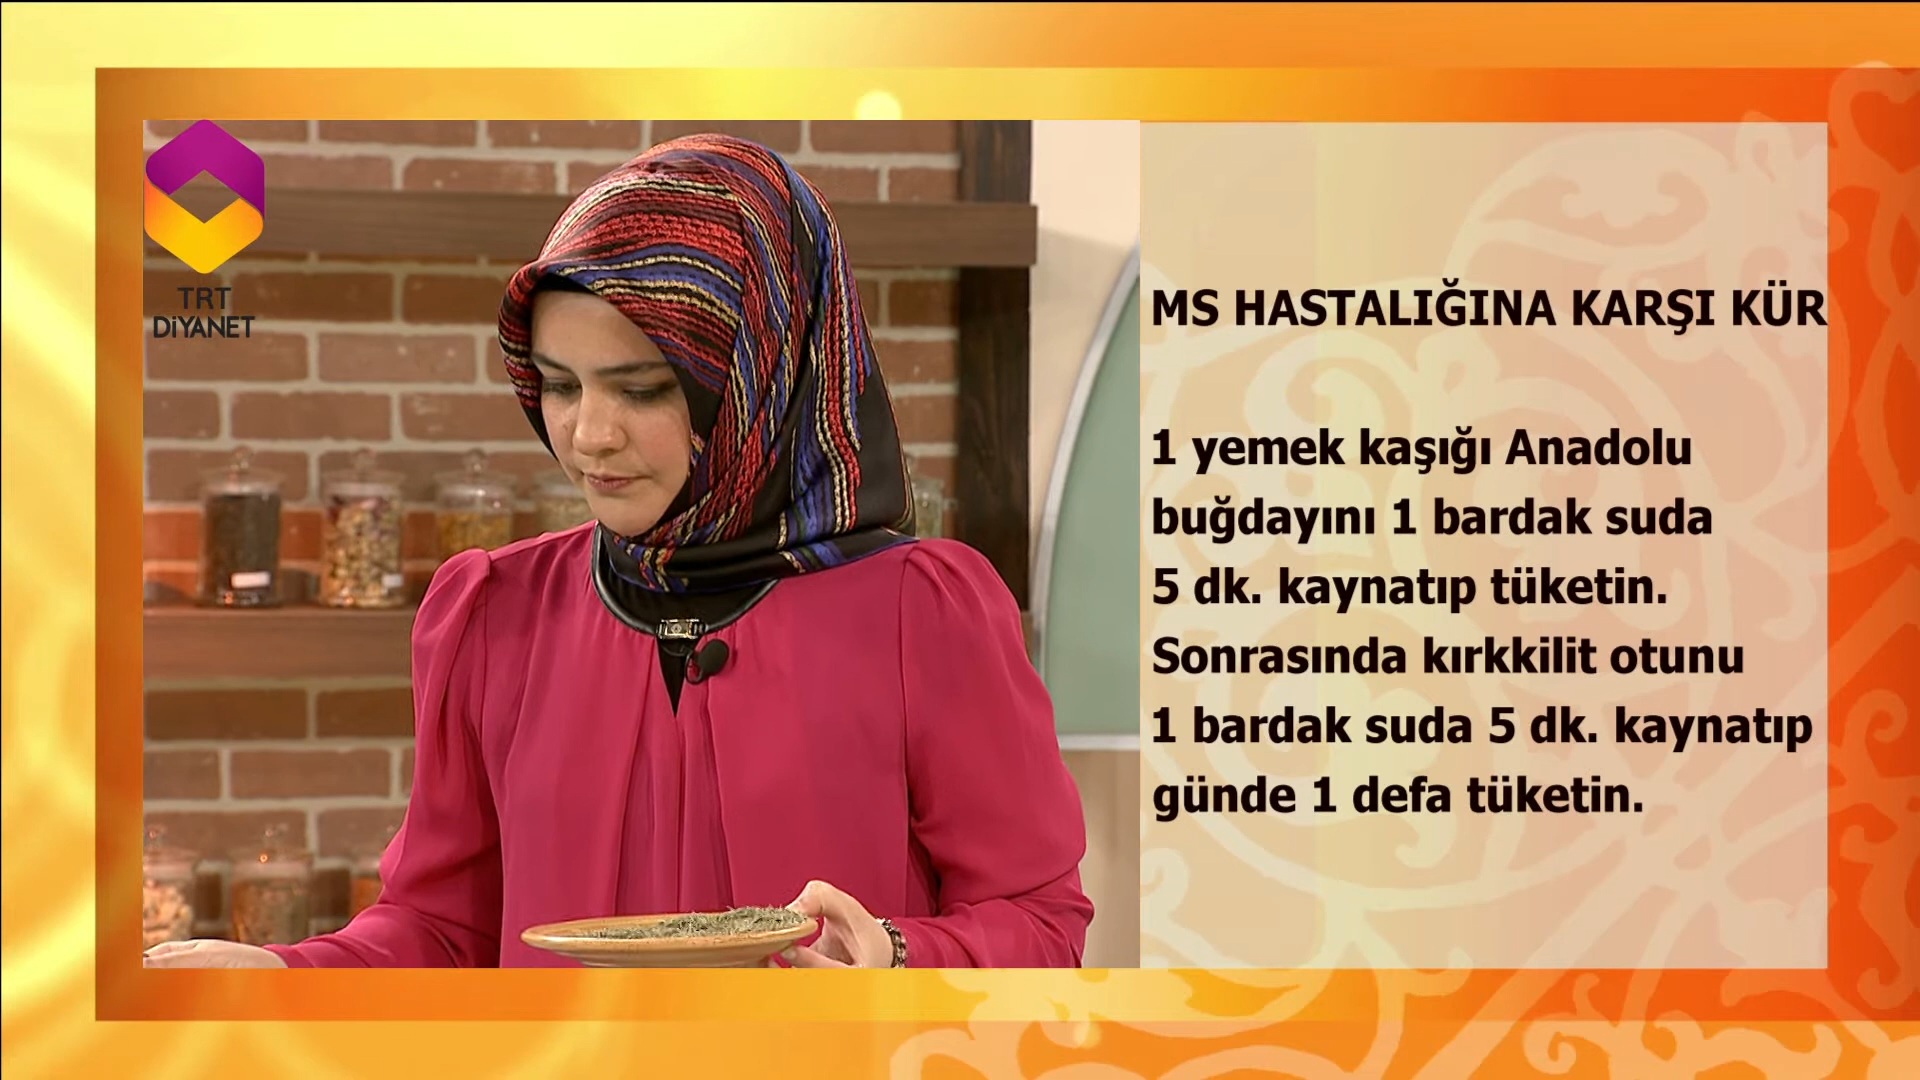 TRT
DİYANET
MS HASTALIĞINA KARŞI KÜR
1 yemek kaşığı Anadolu
buğdayını 1 bardak suda
5 dk. kaynatıp tüketin.
Sonrasında kırkkilit otunu
1 bardak suda 5 dk. kaynatıp
günde 1 defa tüketin.